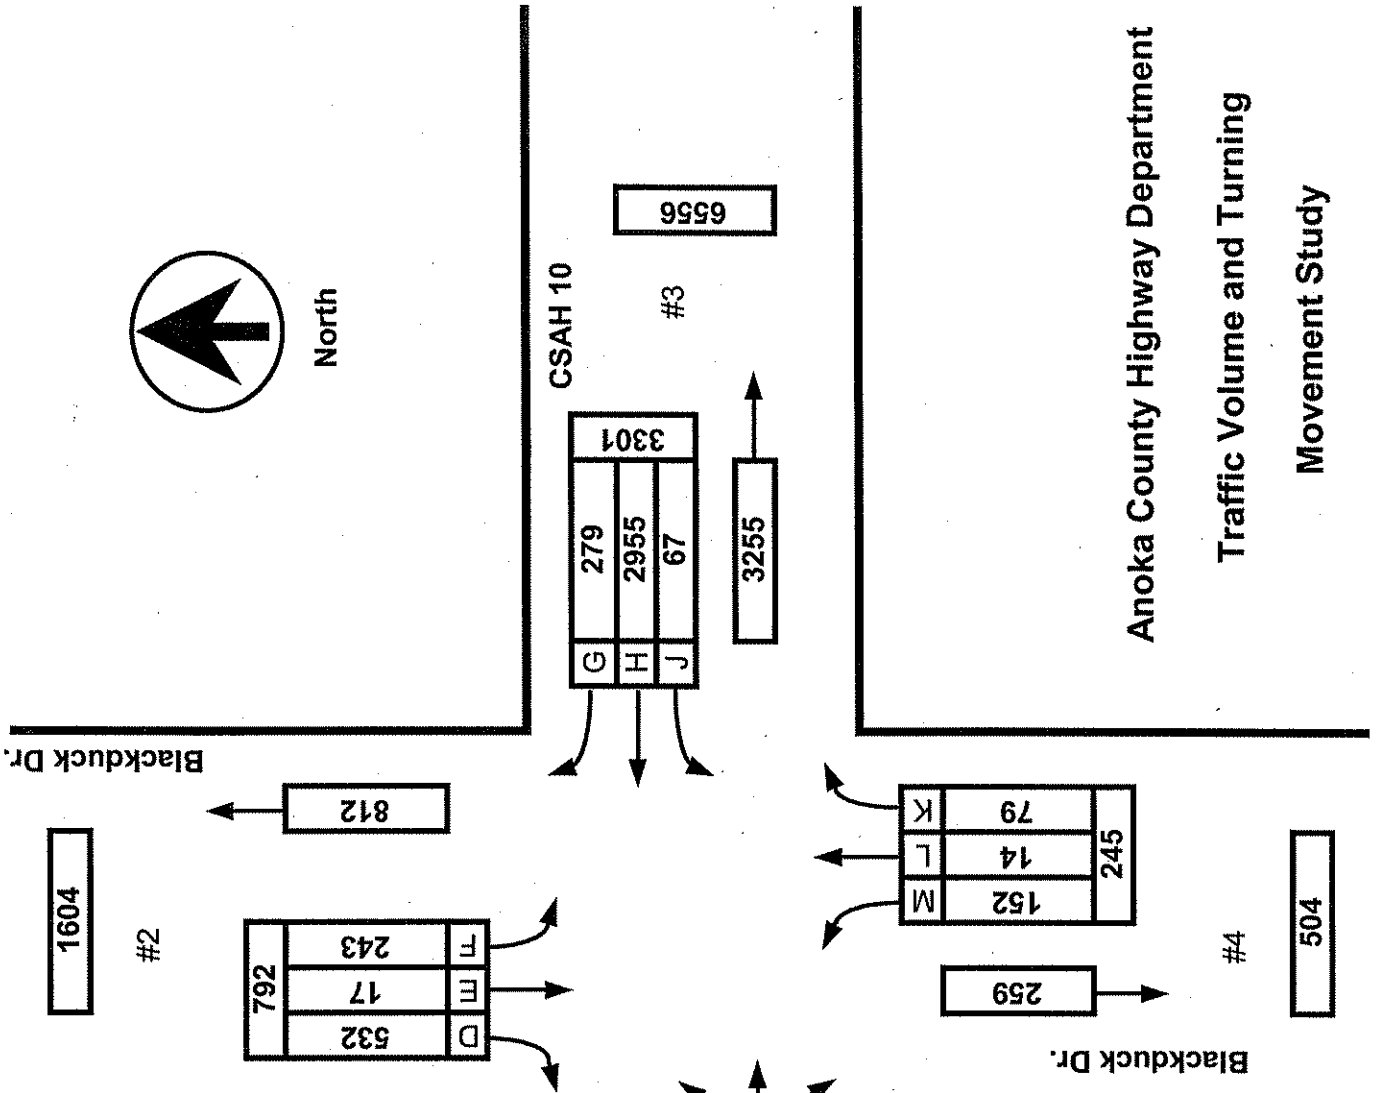 Blackduck Dr.
1604
#2
812
792
532
17
243
D
E
F
North
CSAH 10
#3
6556
3301
G 279
H 2955
J 67
3255
M
L
K
152
14
79
245
259
#4
504
Blackduck Dr.
Anoka County Highway Department
Traffic Volume and Turning
Movement Study